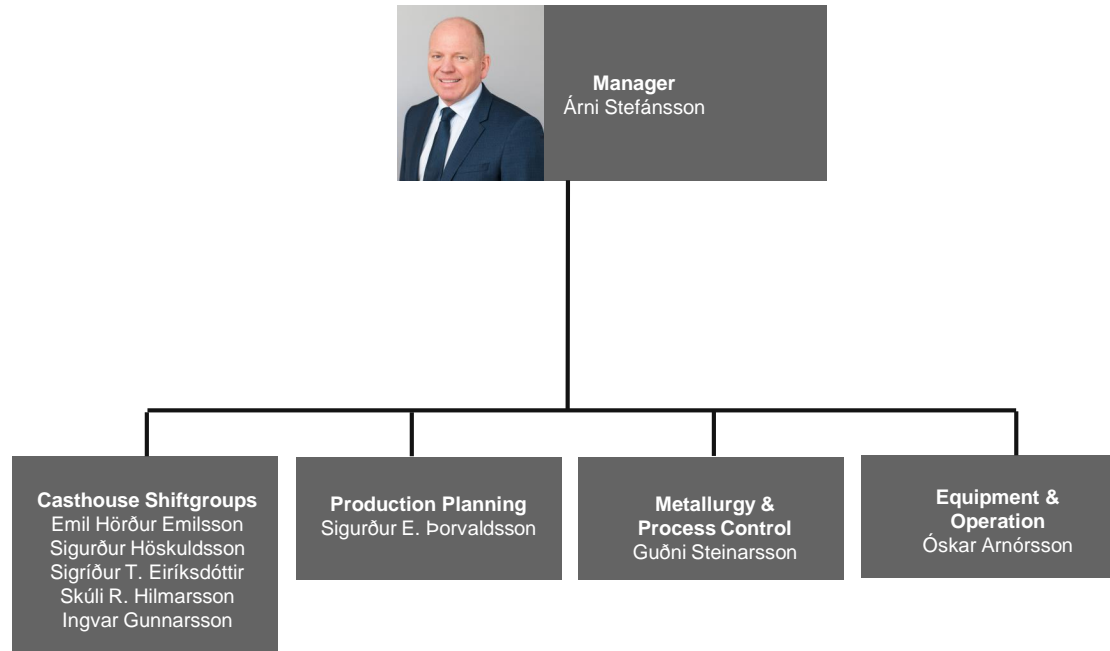 Manager
Árni Stefánsson
Casthouse Shiftgroups
Emil Hörður Emilsson
Sigurður Höskuldsson
Sigríður T. Eiríksdóttir
Skúli R. Hilmarsson
Ingvar Gunnarsson
Production Planning
Sigurður E. Þorvaldsson
Metallurgy &
Process Control
Guðni Steinarsson
Equipment &
Operation
Óskar Arnórsson